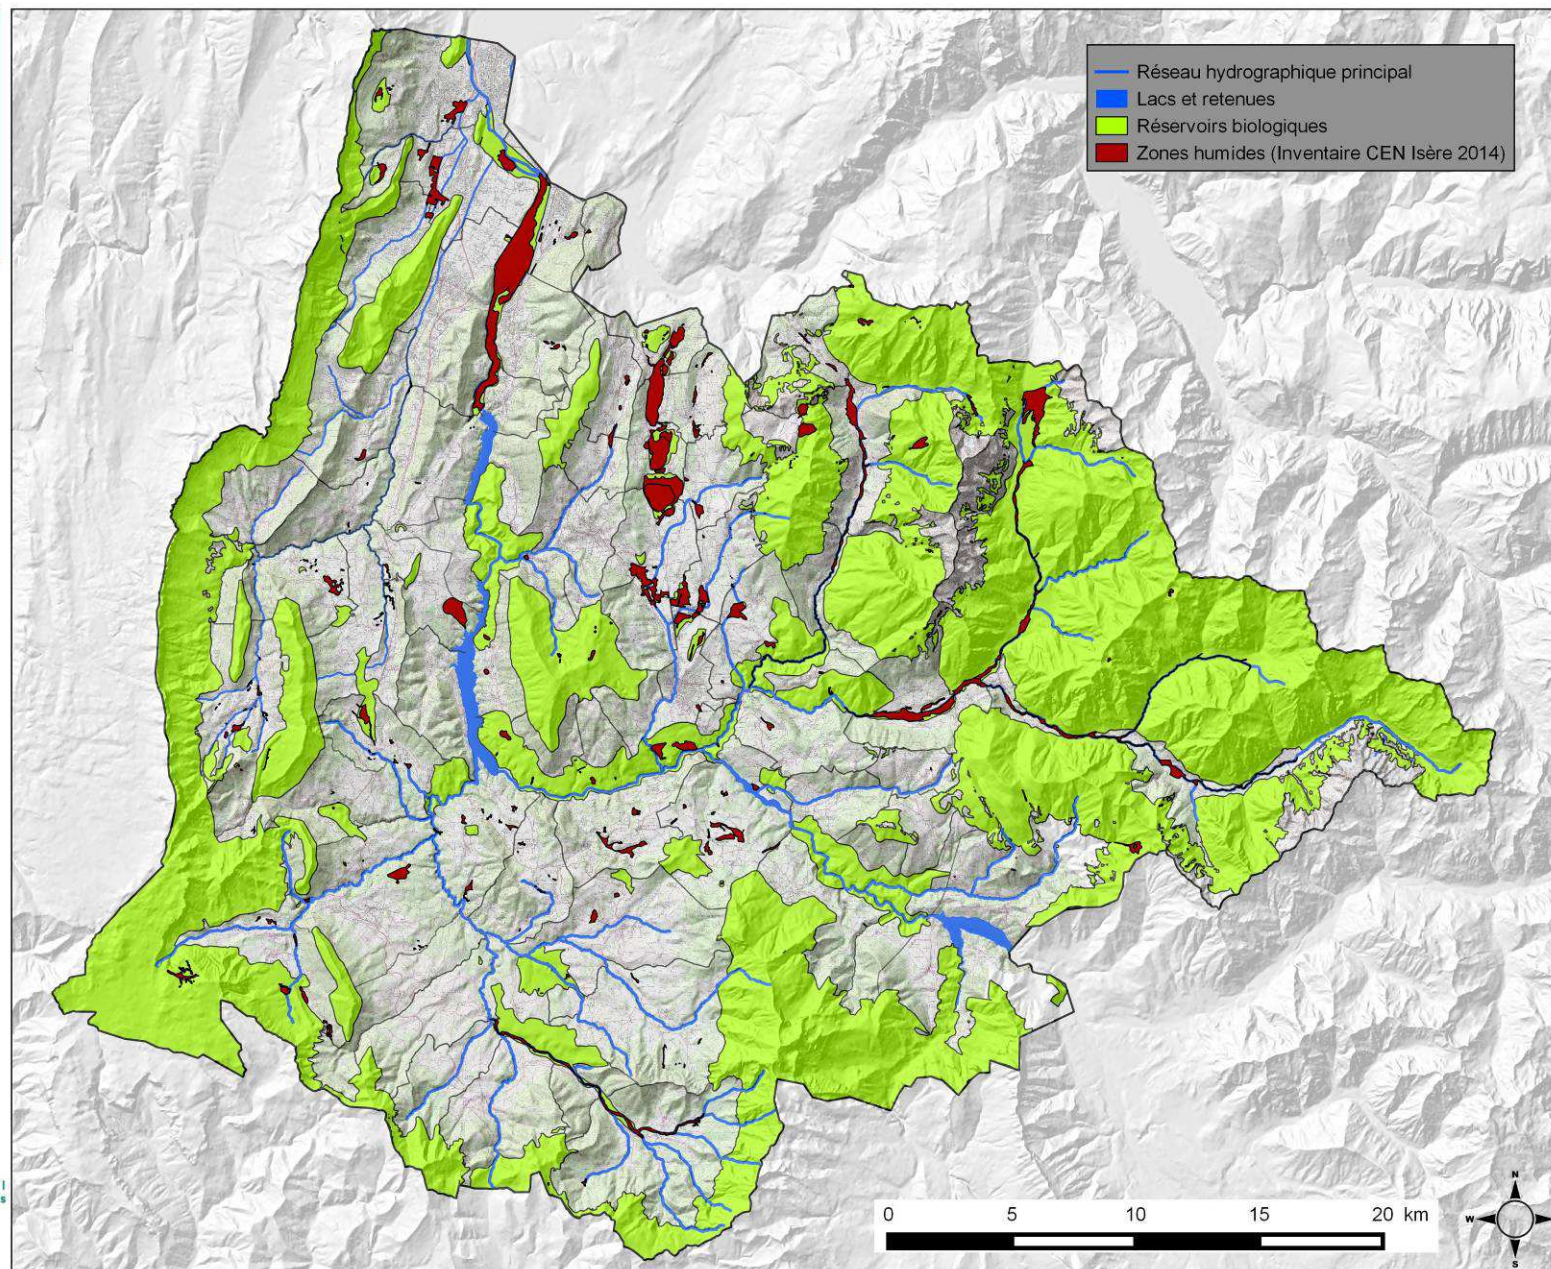 Réseau hydrographique principal
Lacs et retenues
Réservoirs biologiques
Zones humides (Inventaire CEN Isère 2014)
l
s
0 5 10 15 20 km
N
W
S